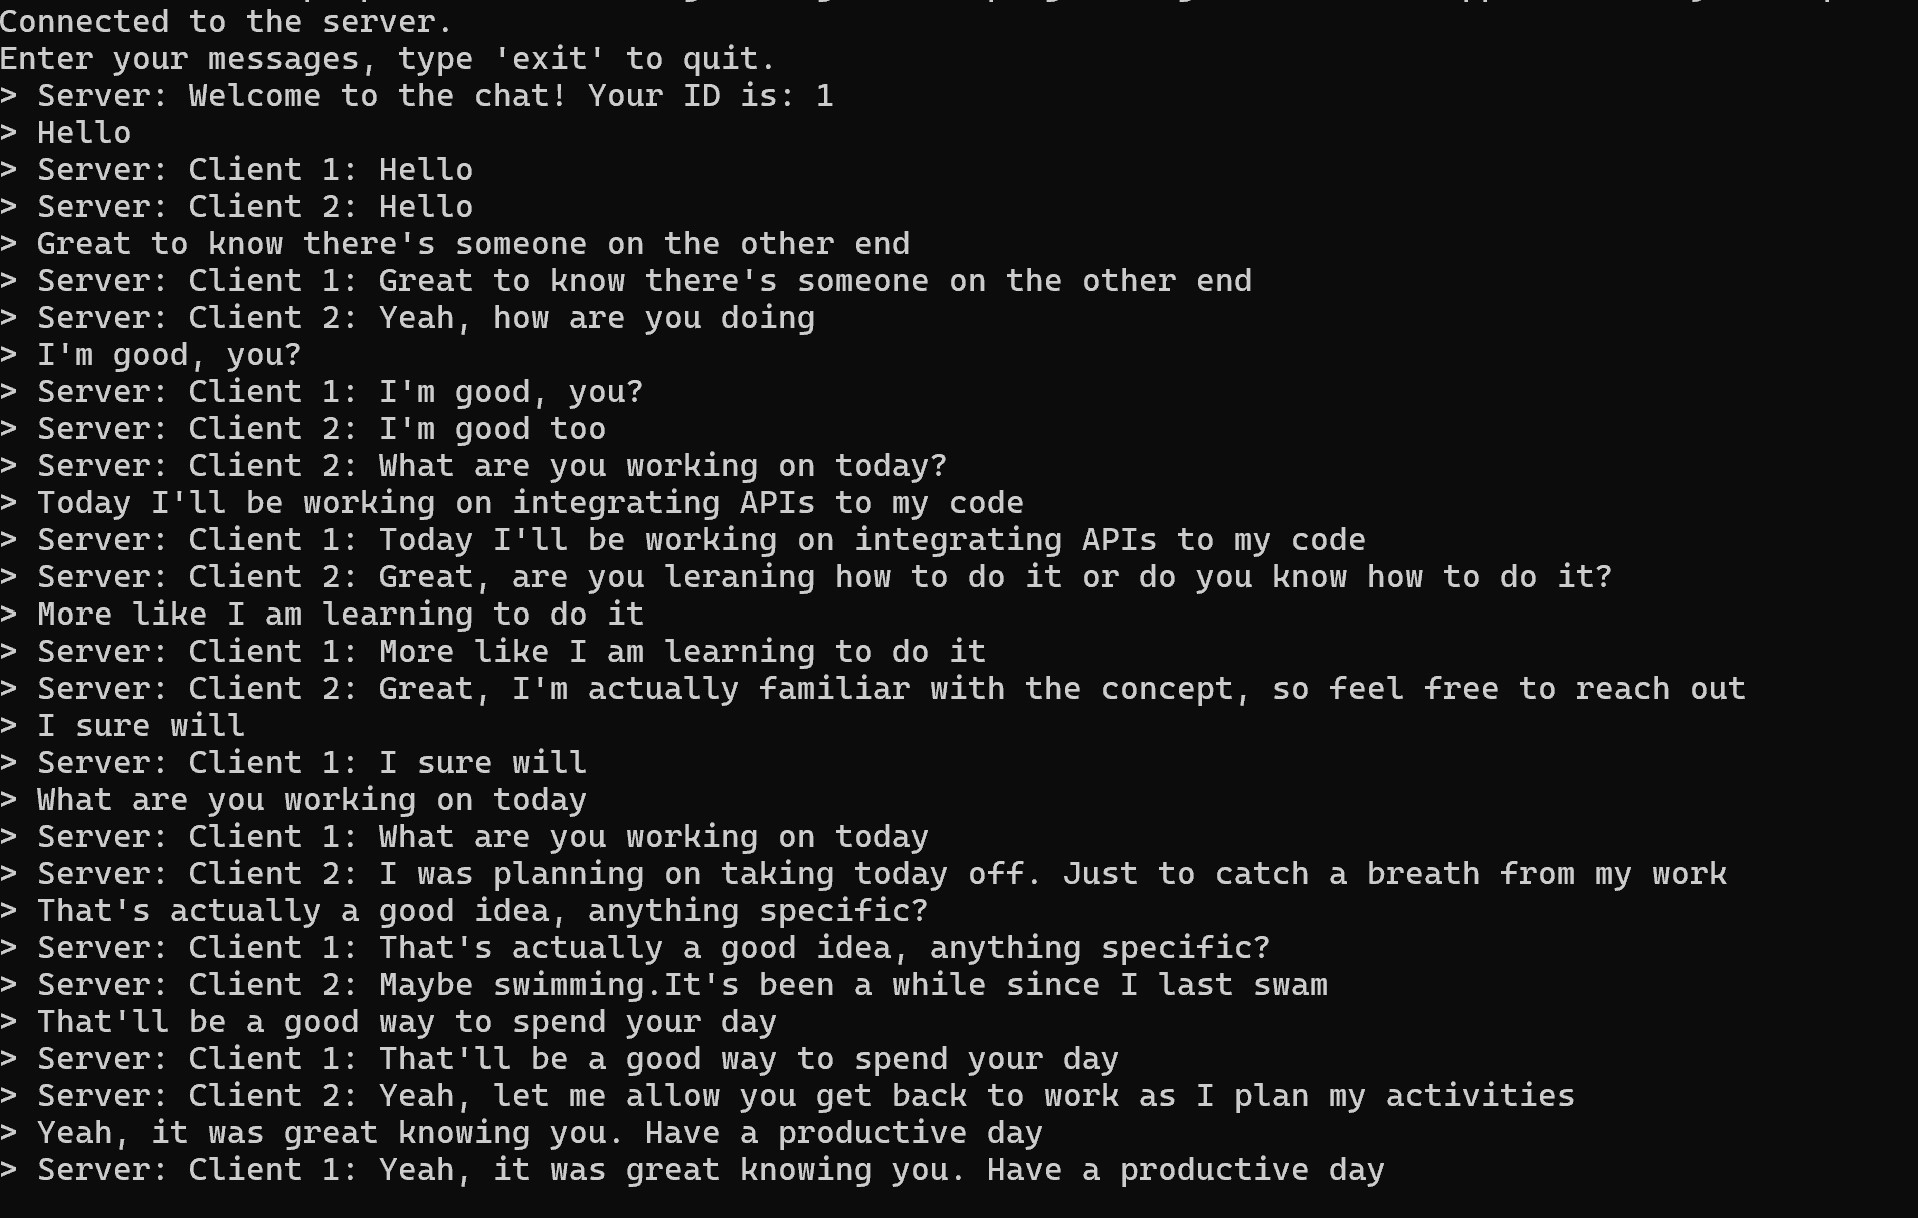 Connected to the server.
Enter your messages, type 'exit' to quit.
> Server: Welcome to the chat! Your ID is: 1
> Hello
> Server: Client 1: Hello
> Server: Client 2: Hello
> Great to know there's someone on the other end
> Server: Client 1: Great to know there's someone on the other end
> Server: Client 2: Yeah, how are you doing
> I'm good, you?
> Server: Client 1: I'm good, you?
> Server: Client 2: I'm good too
> Server: Client 2: What are you working on today?
> Today I'll be working on integrating APIs to my code
> Server: Client 1: Today I'll be working on integrating APIs to my code
> Server: Client 2: Great, are you leraning how to do it or do you know how to do it?
> More like I am learning to do it
> Server: Client 1: More like I am learning to do it
> Server: Client 2: Great, I'm actually familiar with the concept, so feel free to reach out
> I sure will
> Server: Client 1: I sure will
> What are you working on today
> Server: Client 1: What are you working on today
> Server: Client 2: I was planning on taking today off. Just to catch a breath from my work
> That's actually a good idea, anything specific?
> Server: Client 1: That's actually a good idea, anything specific?
> Server: Client 2: Maybe swimming.It's been a while since I last swam
> That'll be a good way to spend your day
> Server: Client 1: That'll be a good way to spend your day
> Server: Client 2: Yeah, let me allow you get back to work as I plan my activities
> Yeah, it was great knowing you. Have a productive day
> Server: Client 1: Yeah, it was great knowing you. Have a productive day